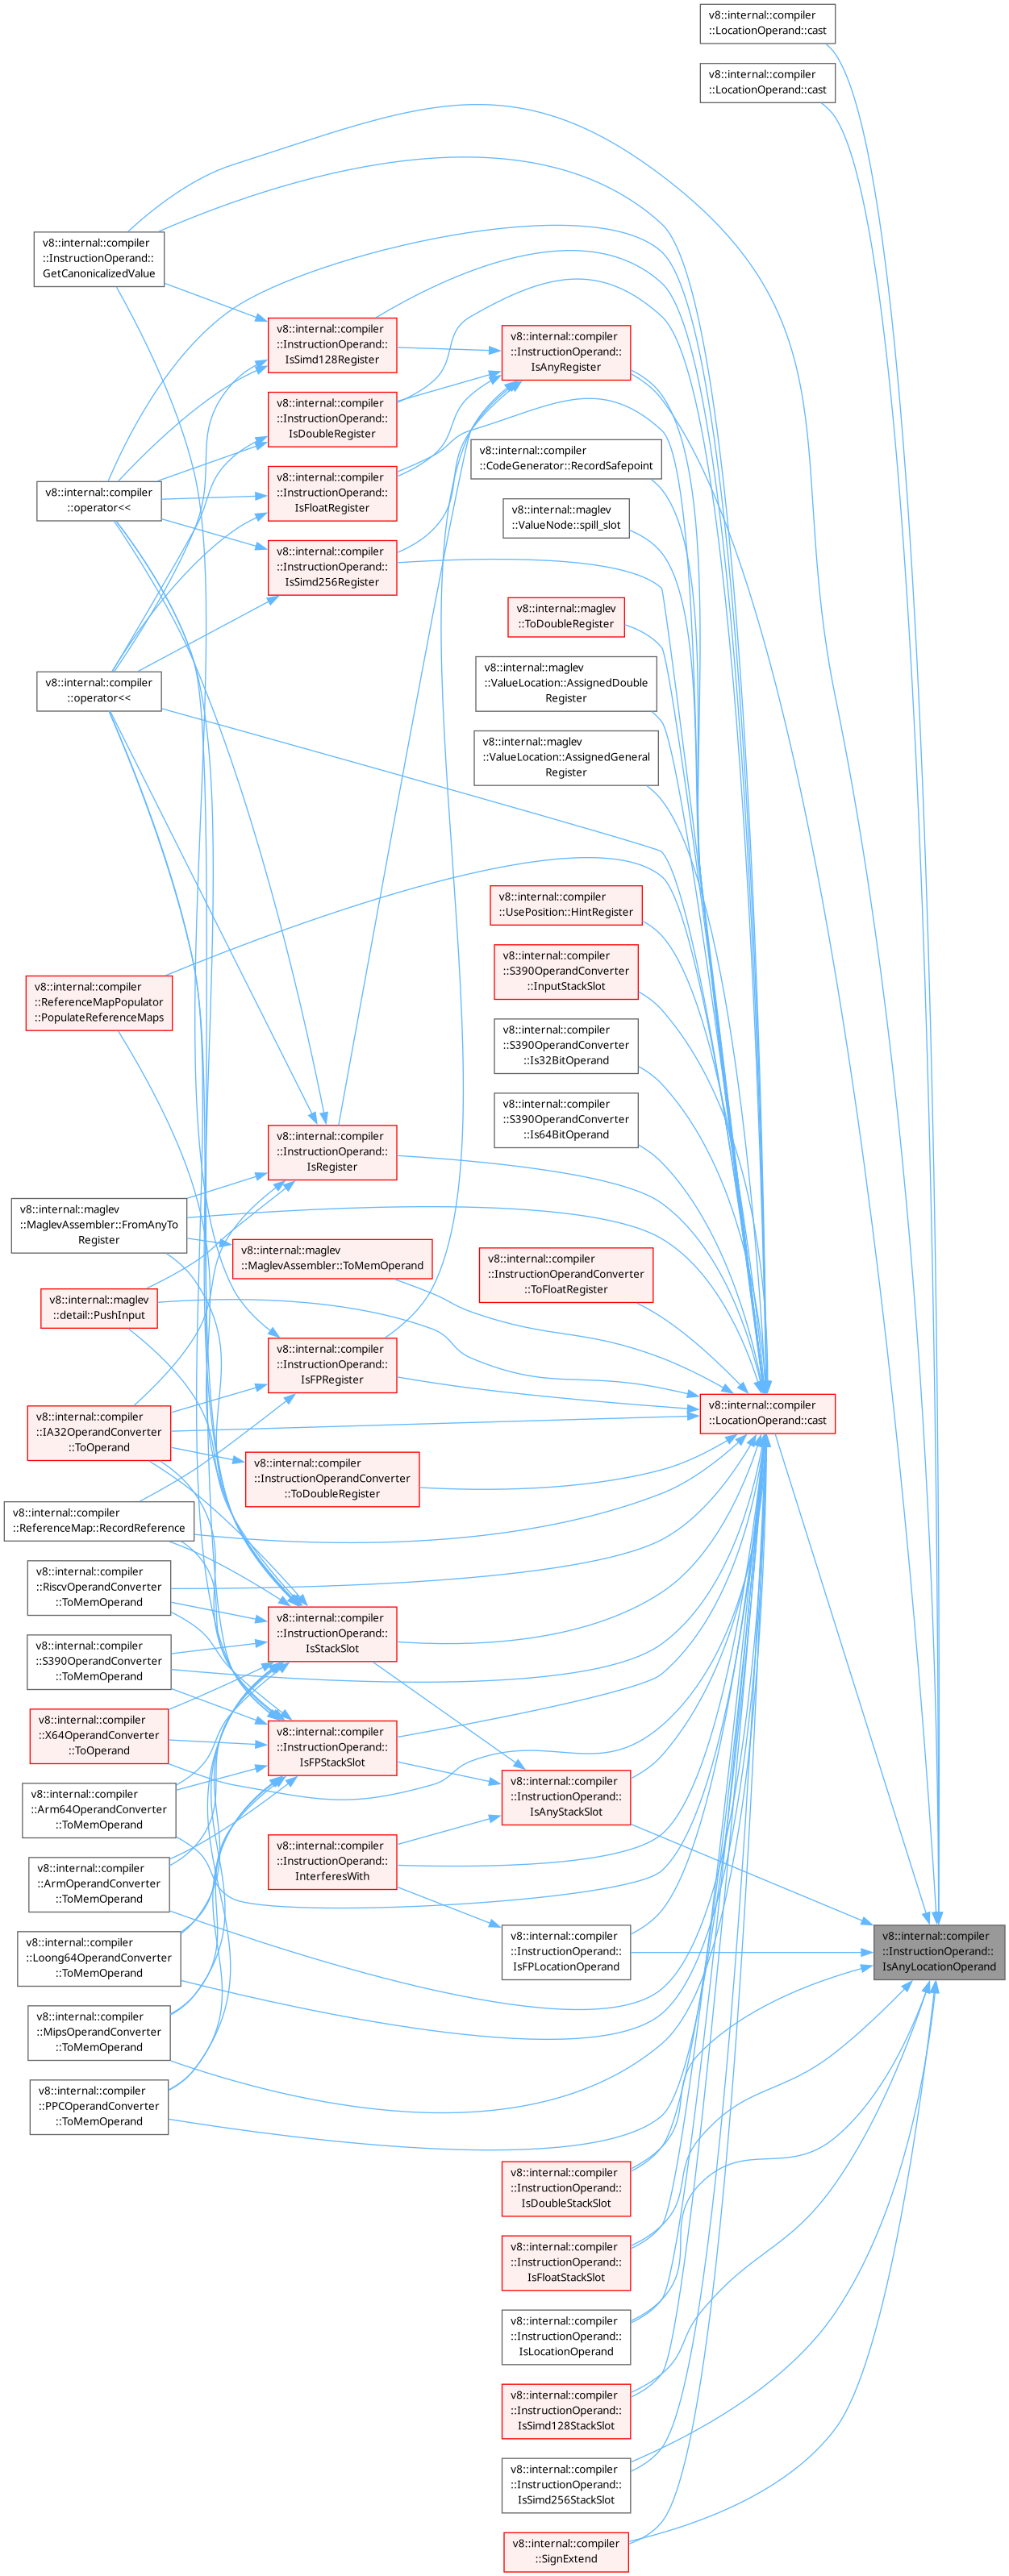 v8::internal::compiler
::LocationOperand::cast
v8::internal::compiler
::LocationOperand::cast
v8::internal::compiler
::InstructionOperand::
GetCanonicalizedValue
v8::internal::compiler
::InstructionOperand::
IsSimd128Register
v8::internal::compiler
::InstructionOperand::
IsAnyRegister
v8::internal::compiler
::InstructionOperand::
IsDoubleRegister
v8::internal::compiler
::CodeGenerator::RecordSafepoint
v8::internal::compiler
::operator<<
v8::internal::compiler
::InstructionOperand::
IsFloatRegister
v8::internal::maglev
::ValueNode::spill_slot
v8::internal::compiler
::InstructionOperand::
IsSimd256Register
v8::internal::maglev
::ToDoubleRegister
v8::internal::compiler
::operator<<
v8::internal::maglev
::ValueLocation::AssignedDouble
Register
v8::internal::maglev
::ValueLocation::AssignedGeneral
Register
v8::internal::compiler
::UsePosition::HintRegister
v8::internal::compiler
::S390OperandConverter
::InputStackSlot
v8::internal::compiler
::ReferenceMapPopulator
::PopulateReferenceMaps
v8::internal::compiler
::S390OperandConverter
::Is32BitOperand
v8::internal::compiler
::S390OperandConverter
::Is64BitOperand
v8::internal::compiler
::InstructionOperand::
IsRegister
v8::internal::maglev
::MaglevAssembler::FromAnyTo
Register
v8::internal::maglev
::MaglevAssembler::ToMemOperand
v8::internal::compiler
::InstructionOperandConverter
::ToFloatRegister
v8::internal::maglev
::detail::PushInput
v8::internal::compiler
::InstructionOperand::
IsFPRegister
v8::internal::compiler
::LocationOperand::cast
v8::internal::compiler
::IA32OperandConverter
::ToOperand
v8::internal::compiler
::InstructionOperandConverter
::ToDoubleRegister
v8::internal::compiler
::ReferenceMap::RecordReference
v8::internal::compiler
::RiscvOperandConverter
::ToMemOperand
v8::internal::compiler
::InstructionOperand::
IsStackSlot
v8::internal::compiler
::S390OperandConverter
::ToMemOperand
v8::internal::compiler
::X64OperandConverter
::ToOperand
v8::internal::compiler
::InstructionOperand::
IsFPStackSlot
v8::internal::compiler
::InstructionOperand::
IsAnyStackSlot
v8::internal::compiler
::Arm64OperandConverter
::ToMemOperand
v8::internal::compiler
::InstructionOperand::
InterferesWith
v8::internal::compiler
::ArmOperandConverter
::ToMemOperand
v8::internal::compiler
::InstructionOperand::
IsFPLocationOperand
v8::internal::compiler
::InstructionOperand::
IsAnyLocationOperand
v8::internal::compiler
::Loong64OperandConverter
::ToMemOperand
v8::internal::compiler
::MipsOperandConverter
::ToMemOperand
v8::internal::compiler
::PPCOperandConverter
::ToMemOperand
v8::internal::compiler
::InstructionOperand::
IsDoubleStackSlot
v8::internal::compiler
::InstructionOperand::
IsFloatStackSlot
v8::internal::compiler
::InstructionOperand::
IsLocationOperand
v8::internal::compiler
::InstructionOperand::
IsSimd128StackSlot
v8::internal::compiler
::InstructionOperand::
IsSimd256StackSlot
v8::internal::compiler
::SignExtend